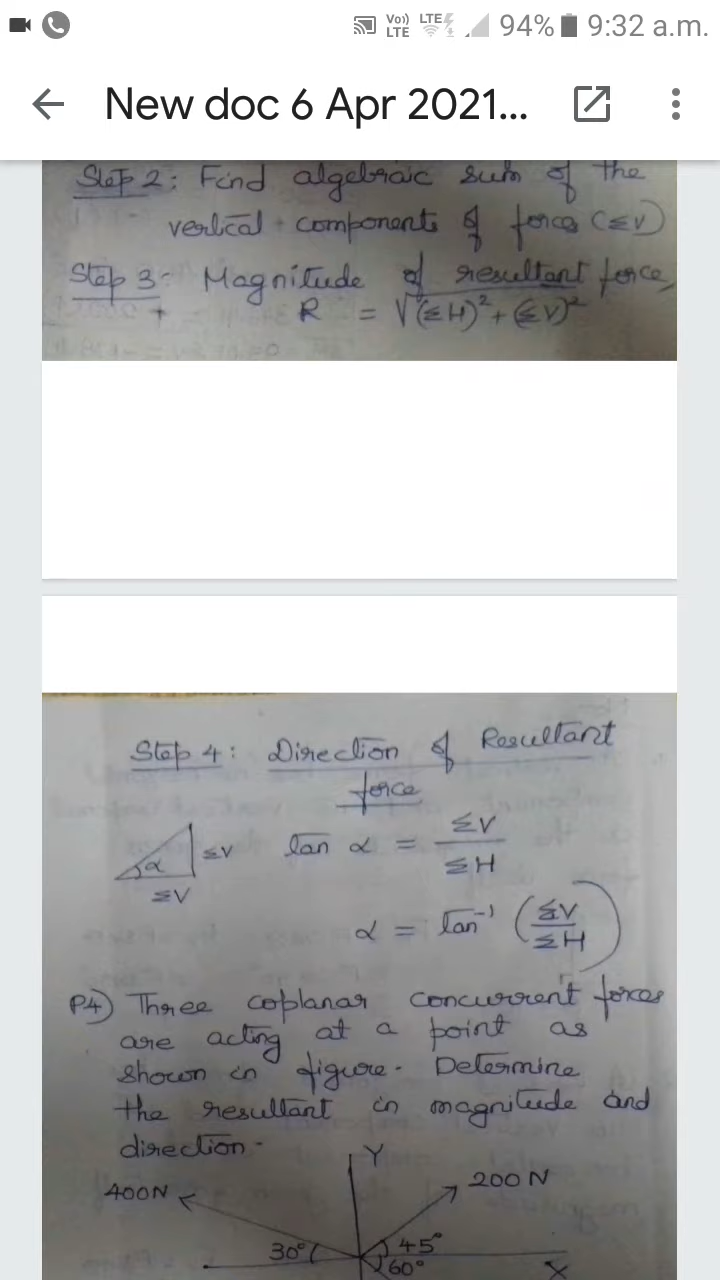 Vo)) LTE LTE 94% 9:32 a.m.
New doc 6 Apr 2021...
Step 2: Find algebraic sum of the
vertical components of forces (ΣV)
Step 3:- Magnitude of resultant force,
R = √(ΣH)² + (ΣV)²
Step 4: Direction of Resultant
force
α ΣV tan α = ΣV / ΣH
ΣV
α = tan⁻¹ (ΣV / ΣH)
P4) Three coplanar concurrent forces
are acting at a point as
shown in figure. Determine
the resultant in magnitude and
direction.
Y
400N 200 N
30° 45°
60° X